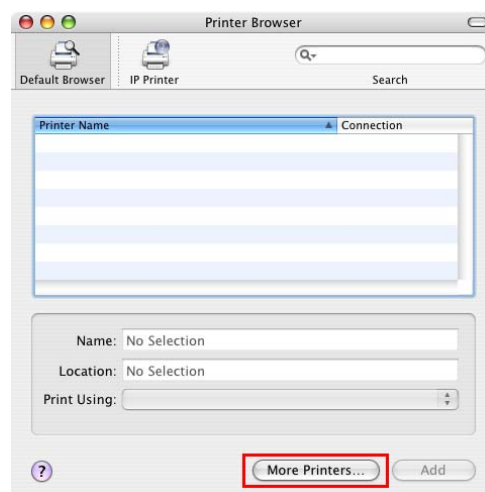 Printer Browser
Default Browser IP Printer Search
Printer Name Connection
Name: No Selection
Location: No Selection
Print Using:
? More Printers... Add